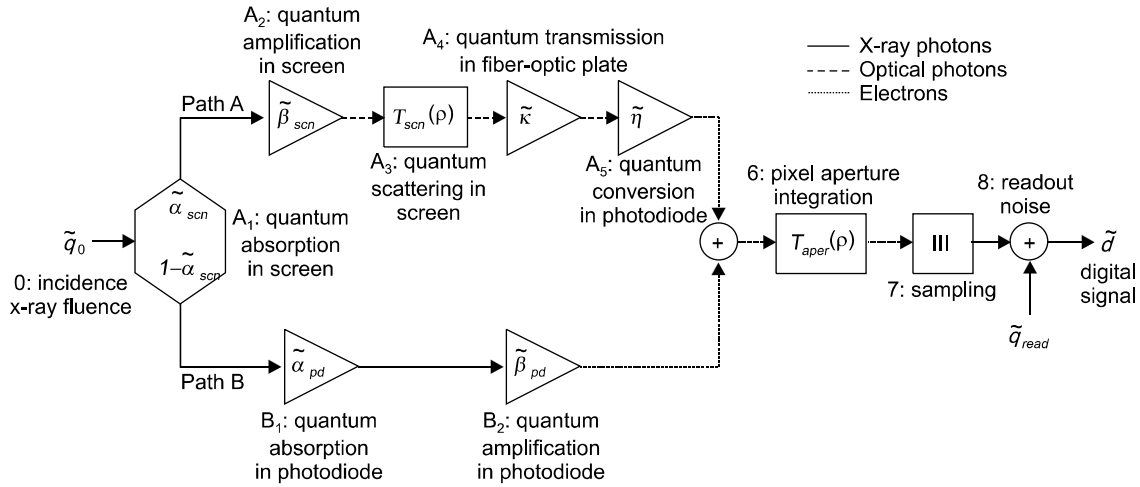 A₂: quantum
amplification
in screen
A₄: quantum transmission
in fiber-optic plate
X-ray photons
Optical photons
Electrons
Path A
β̃ scn
T scn (ρ)
κ̃
η̃
A₃: quantum
scattering in
screen
A₅: quantum
conversion
in photodiode
6: pixel aperture
integration
8: readout
noise
α̃ scn
A₁: quantum
absorption
in screen
q̃ 0
1−α̃ scn
0: incidence
x-ray fluence
+
T aper (ρ)
III
+
d̃
digital
signal
7: sampling
q̃ read
Path B
α̃ pd
β̃ pd
B₁: quantum
absorption
in photodiode
B₂: quantum
amplification
in photodiode